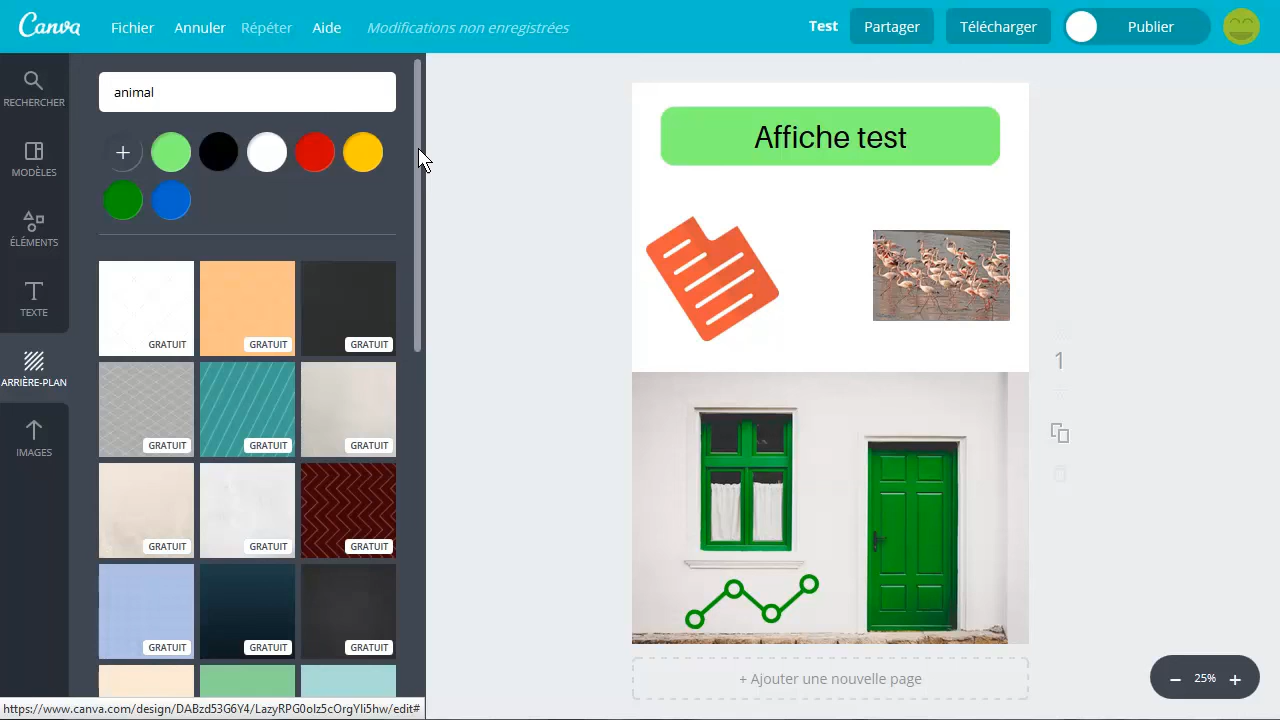 Canva Fichier Annuler Répéter Aide Modifications non enregistrées Test Partager Télécharger Publier
RECHERCHER
MODÈLES
ÉLÉMENTS
TEXTE
ARRIÈRE-PLAN
IMAGES
animal
+
GRATUIT GRATUIT GRATUIT
GRATUIT GRATUIT GRATUIT
GRATUIT GRATUIT GRATUIT
GRATUIT GRATUIT GRATUIT
Affiche test
1
+ Ajouter une nouvelle page
− 25% +
https://www.canva.com/design/DABzd53G6Y4/LazyRPG0olz5cOrgYli5hw/edit#